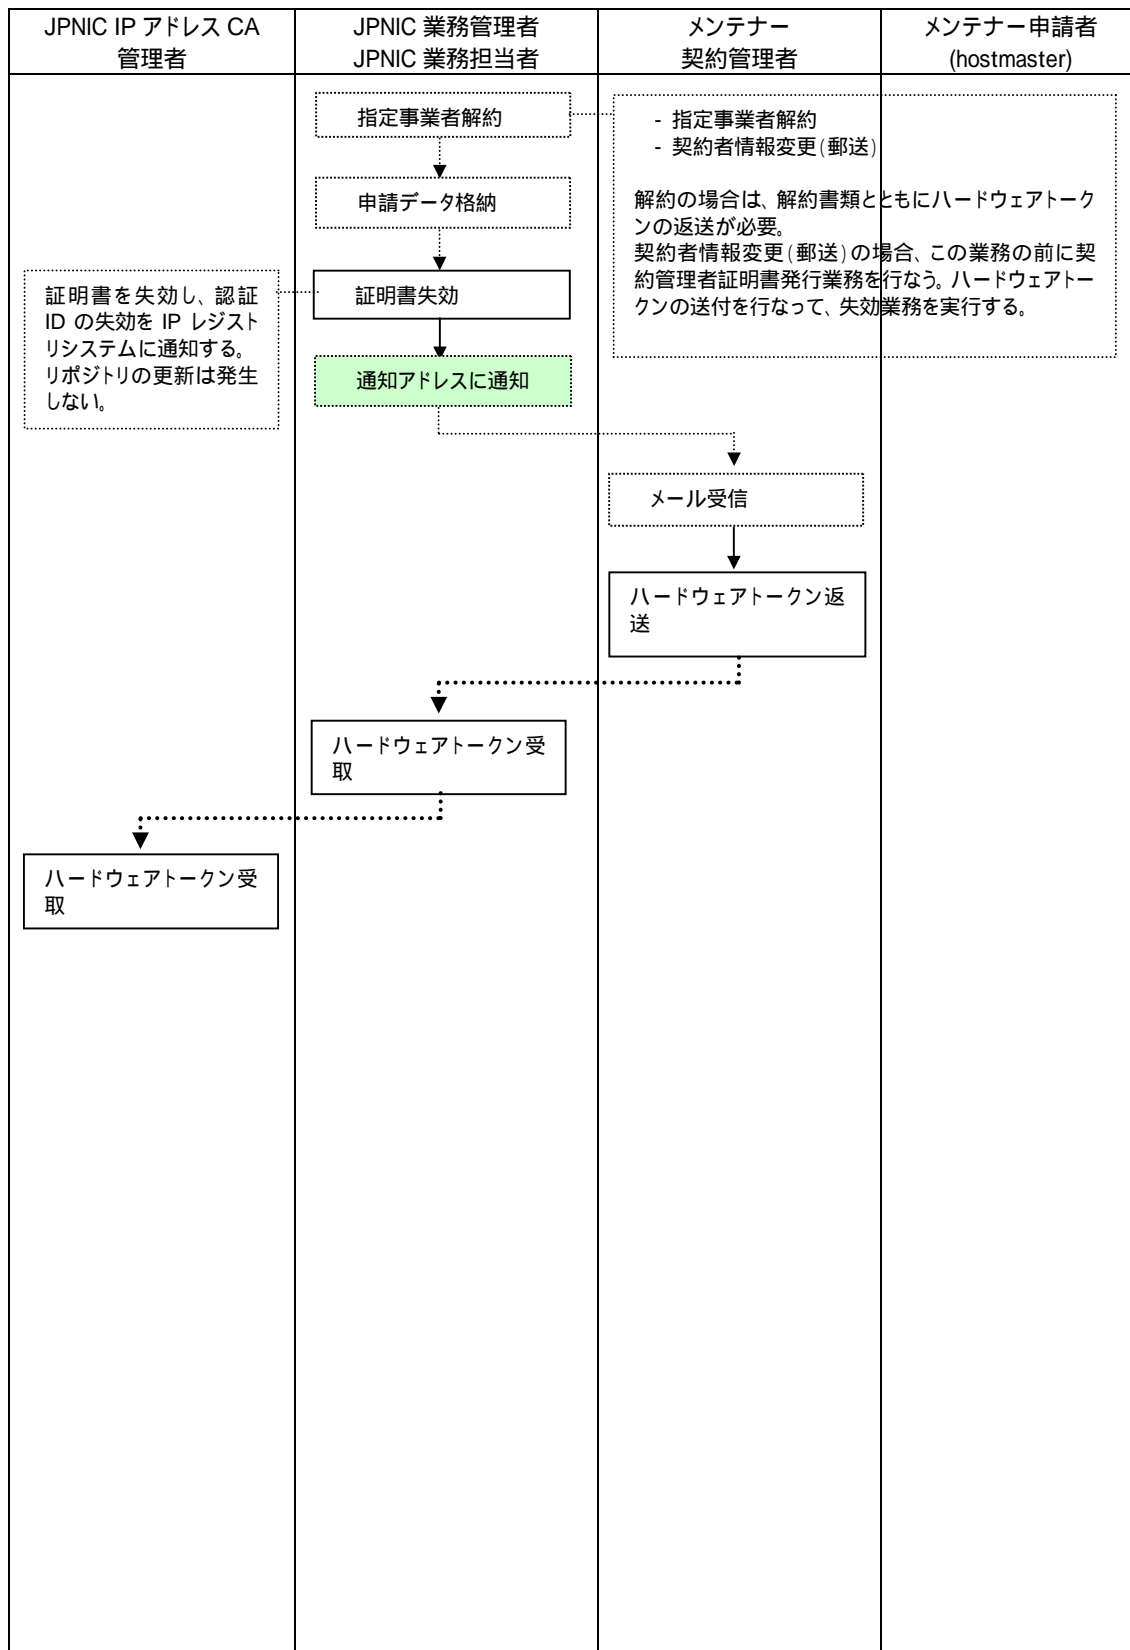 JPNIC IP アドレス CA
管理者
JPNIC 業務管理者
JPNIC 業務担当者
メンテナー
契約管理者
メンテナー申請者
(hostmaster)
指定事業者解約
- 指定事業者解約
- 契約者情報変更(郵送)
解約の場合は、解約書類とともにハードウェアトーク
ンの返送が必要。
契約者情報変更(郵送)の場合、この業務の前に契
約管理者証明書発行業務を行なう。ハードウェアトー
クンの送付を行なって、失効業務を実行する。
申請データ格納
証明書失効
証明書を失効し、認証
ID の失効を IP レジスト
リシステムに通知する。
リポジトリの更新は発生
しない。
通知アドレスに通知
メール受信
ハードウェアトークン返
送
ハードウェアトークン受
取
ハードウェアトークン受
取